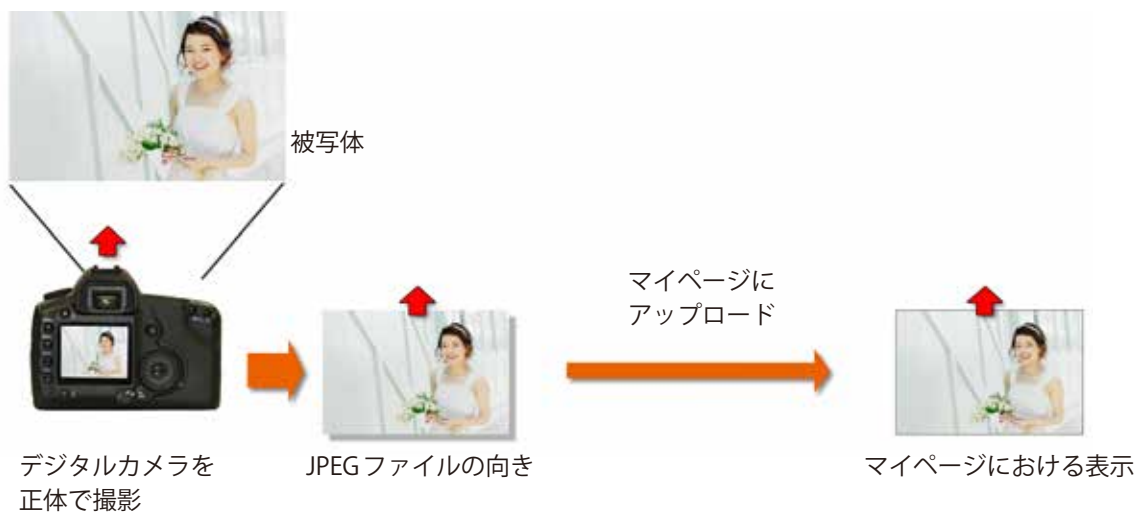 被写体
マイページに
アップロード
デジタルカメラを
正体で撮影
JPEGファイルの向き
マイページにおける表示